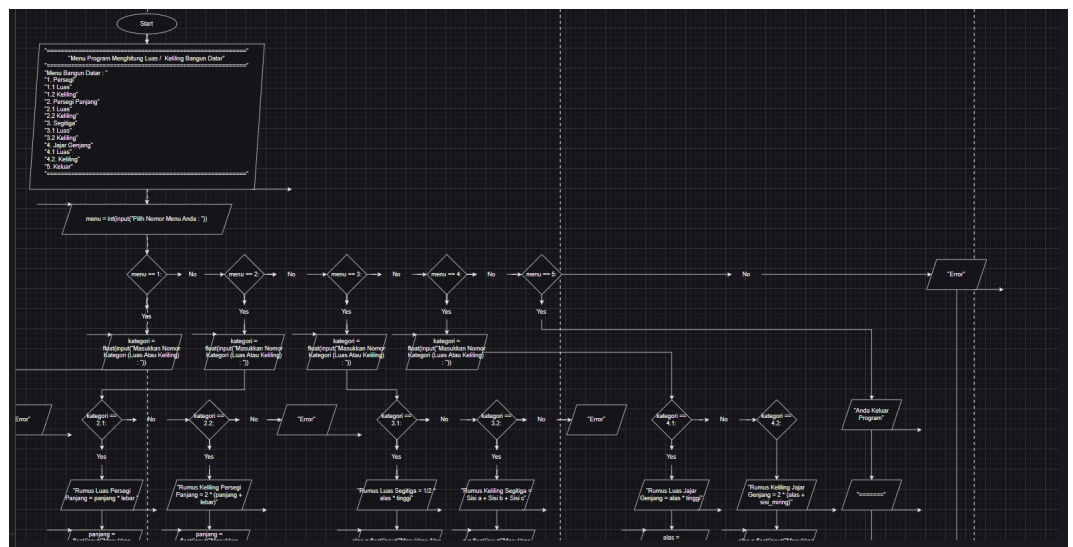 Start
"========================================================"
"Menu Program Menghitung Luas / Keliling Bangun Datar"
"========================================================"
"Menu Bangun Datar : "
"1. Persegi"
"1.1 Luas"
"1.2 Keliling"
"2. Persegi Panjang"
"2.1 Luas"
"2.2 Keliling"
"3. Segitiga"
"3.1 Luas"
"3.2 Keliling"
"4. Jajar Genjang"
"4.1 Luas"
"4.2. Keliling"
"5. Keluar"
"========================================================"
menu = int(input("Pilih Nomor Menu Anda : "))
menu == 1:
No
menu == 2:
No
menu == 3:
No
menu == 4:
No
menu == 5:
No
"Error"
Yes
Yes
Yes
Yes
Yes
kategori =
float(input("Masukkan Nomor
Kategori (Luas Atau Keliling)
: "))
kategori =
float(input("Masukkan Nomor
Kategori (Luas Atau Keliling)
: "))
kategori =
float(input("Masukkan Nomor
Kategori (Luas Atau Keliling)
: "))
kategori =
float(input("Masukkan Nomor
Kategori (Luas Atau Keliling)
: "))
Error"
kategori ==
2.1:
No
kategori ==
2.2:
No
"Error"
kategori ==
3.1:
No
kategori ==
3.2:
No
"Error"
kategori ==
4.1:
No
kategori ==
4.2:
"Anda Keluar
Program"
Yes
Yes
Yes
Yes
Yes
"Rumus Luas Persegi
Panjang = panjang * lebar "
"Rumus Keliling Persegi
Panjang = 2 * (panjang +
lebar)"
"Rumus Luas Segitiga = 1/2 *
alas * tinggi"
"Rumus Keliling Segitiga =
Sisi a + Sisi b + Sisi c"
"Rumus Luas Jajar
Genjang = alas * tinggi"
"Rumus Keliling Jajar
Genjang = 2 * (alas +
sisi_miring)"
"======="
panjang =
panjang =
alas =